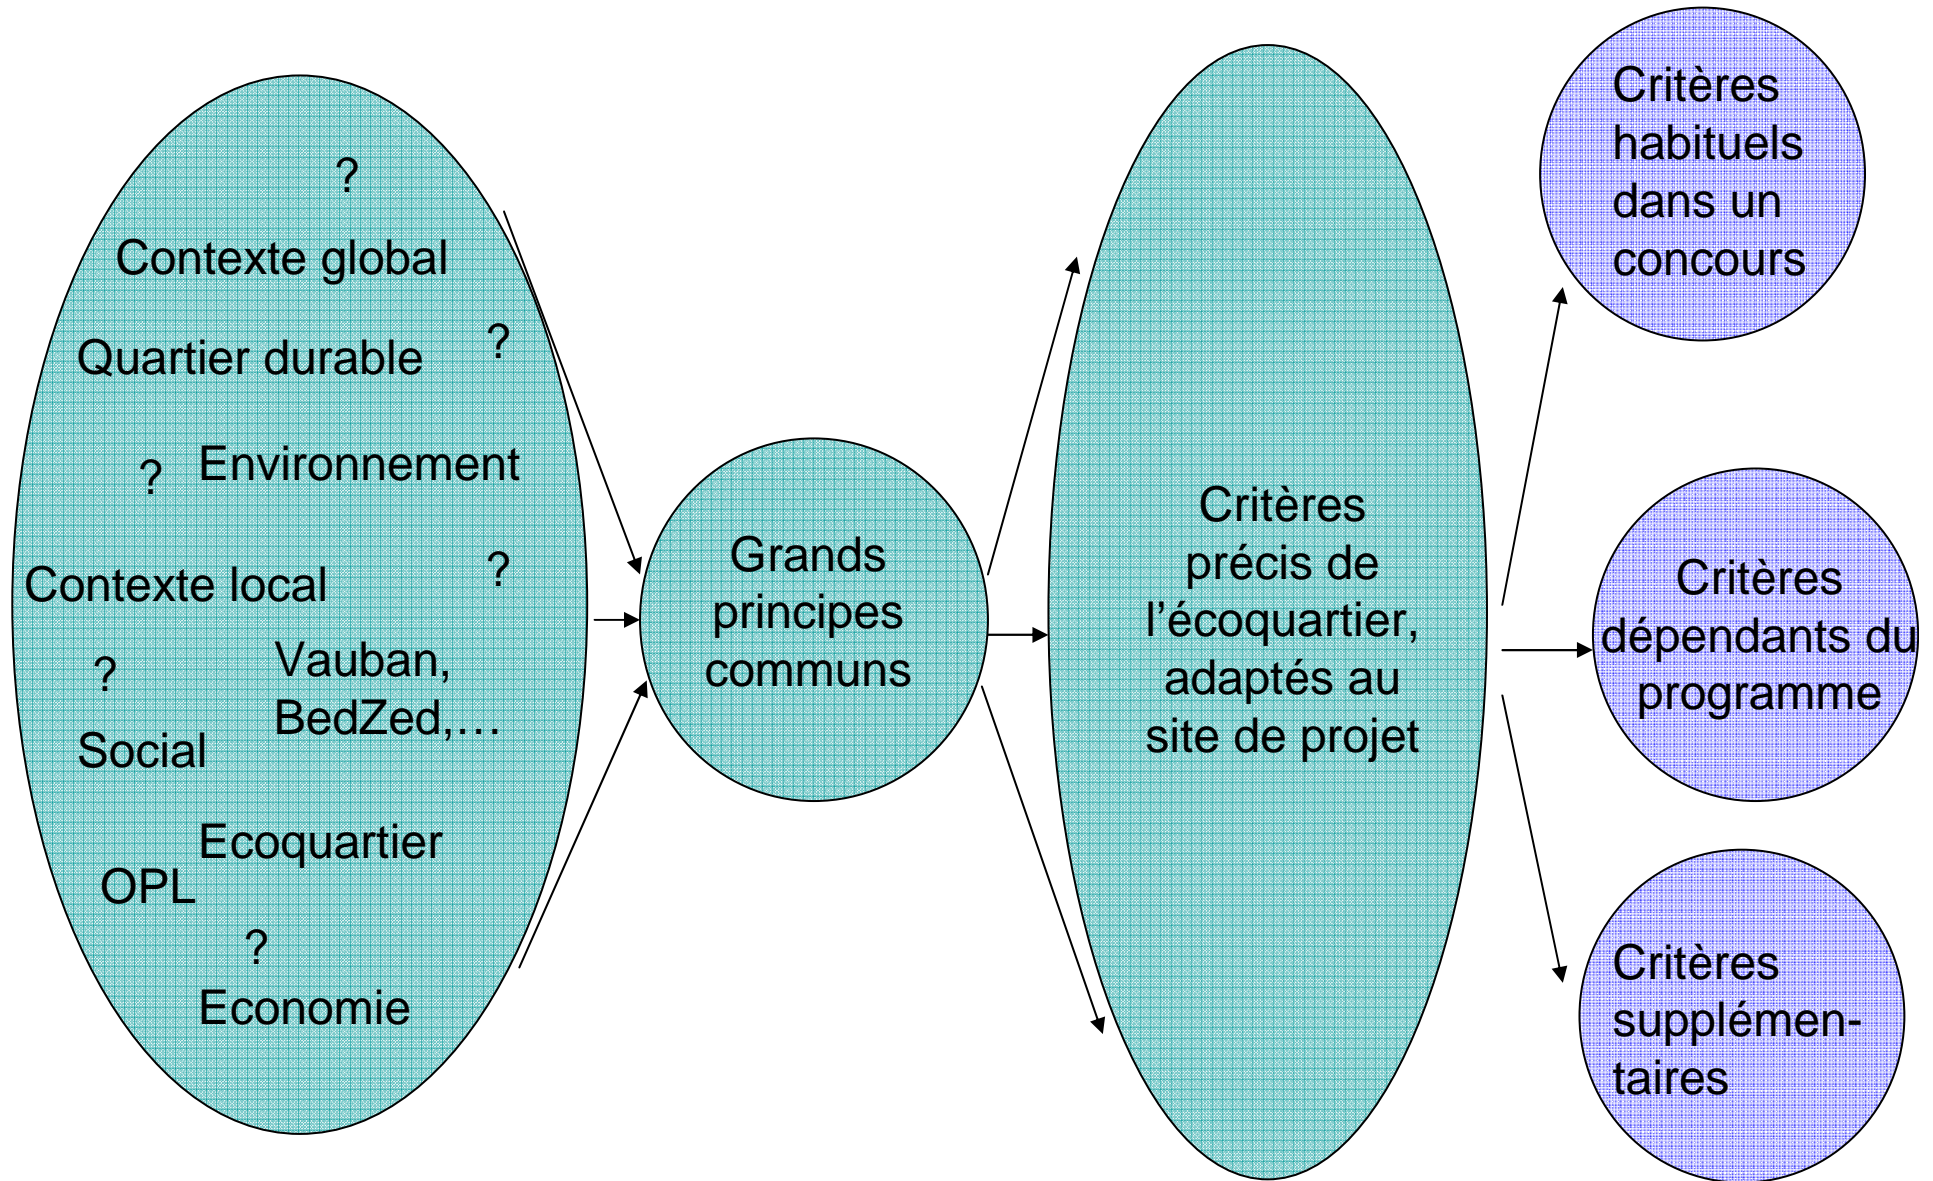 ?
Contexte global
Quartier durable ?
? Environnement
Contexte local ?
?
Vauban,
BedZed,…
Social
Ecoquartier
OPL
?
Economie
Grands
principes
communs
Critères
précis de
l’écoquartier,
adaptés au
site de projet
Critères
habituels
dans un
concours
Critères
dépendants du
programme
Critères
supplémen-
taires